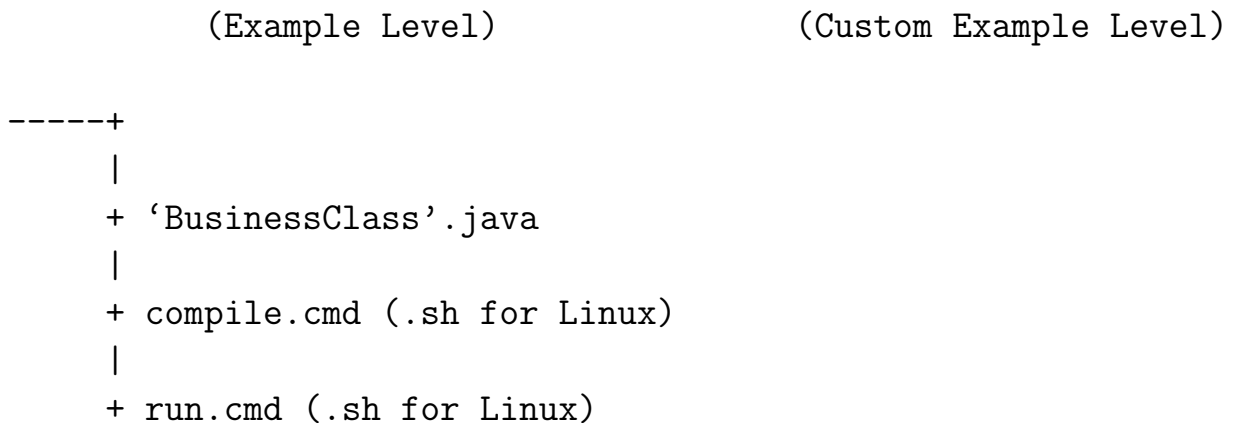 (Example Level) (Custom Example Level)
-----+
|
+ ‘BusinessClass’.java
|
+ compile.cmd (.sh for Linux)
|
+ run.cmd (.sh for Linux)